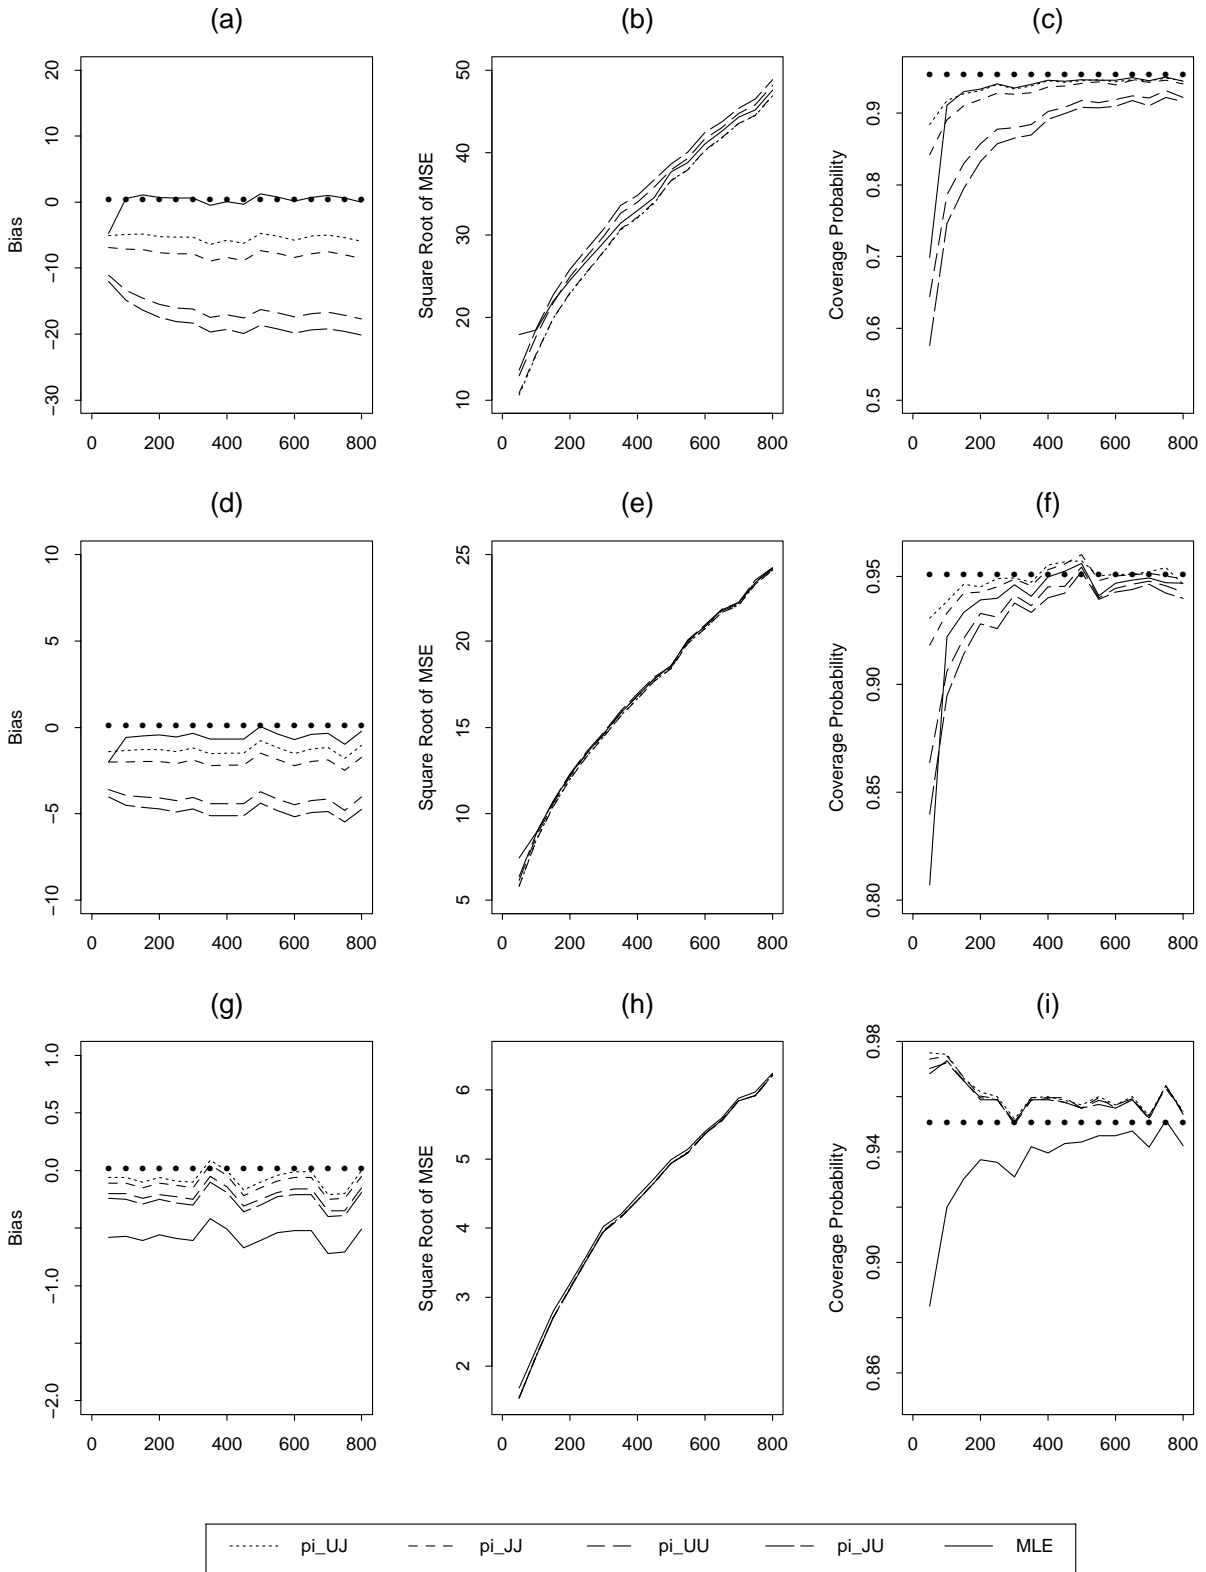 (a)
(b)
(c)
Bias
20
10
0
−10
−20
−30
0 200 400 600 800
Square Root of MSE
50
40
30
20
10
0 200 400 600 800
Coverage Probability
0.9
0.8
0.7
0.6
0.5
0 200 400 600 800
(d)
(e)
(f)
Bias
10
5
0
−5
−10
0 200 400 600 800
Square Root of MSE
25
20
15
10
5
0 200 400 600 800
Coverage Probability
0.95
0.90
0.85
0.80
0 200 400 600 800
(g)
(h)
(i)
Bias
1.0
0.5
0.0
−1.0
−2.0
0 200 400 600 800
Square Root of MSE
6
5
4
3
2
0 200 400 600 800
Coverage Probability
0.98
0.94
0.90
0.86
0 200 400 600 800
pi_UJ pi_JJ pi_UU pi_JU MLE